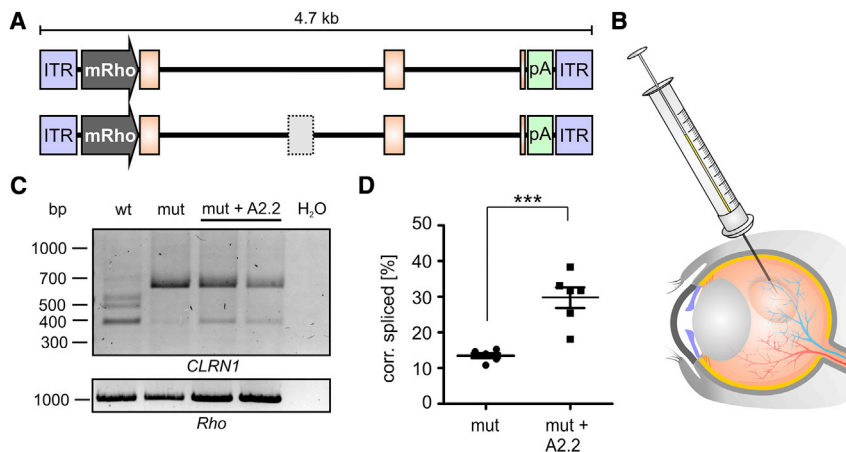 A
4.7 kb
B
ITR mRho pA ITR
ITR mRho pA ITR
C
bp wt mut mut + A2.2 H₂O
1000
700
500
400
300
CLRN1
1000
Rho
D
***
corr. spliced [%]
50
40
30
20
10
0
mut
mut +
A2.2